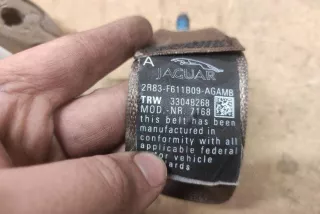 A
JAGUAR
2R83-F611B09-AGAMB
TRW 33048268
MOD.-NR. 7168
this belt has been
manufactured in
conformity with all
applicable federal
vehicle